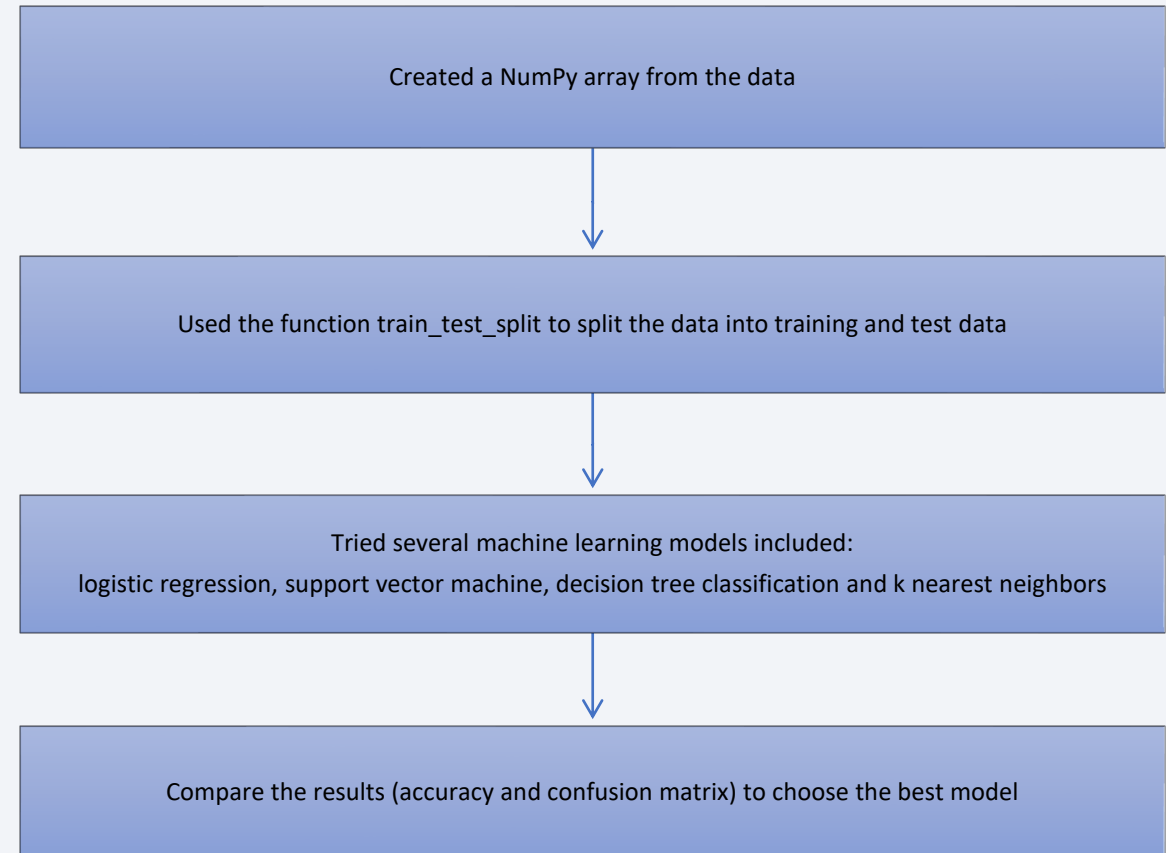 Created a NumPy array from the data
Used the function train_test_split to split the data into training and test data
Tried several machine learning models included:
logistic regression, support vector machine, decision tree classification and k nearest neighbors
Compare the results (accuracy and confusion matrix) to choose the best model